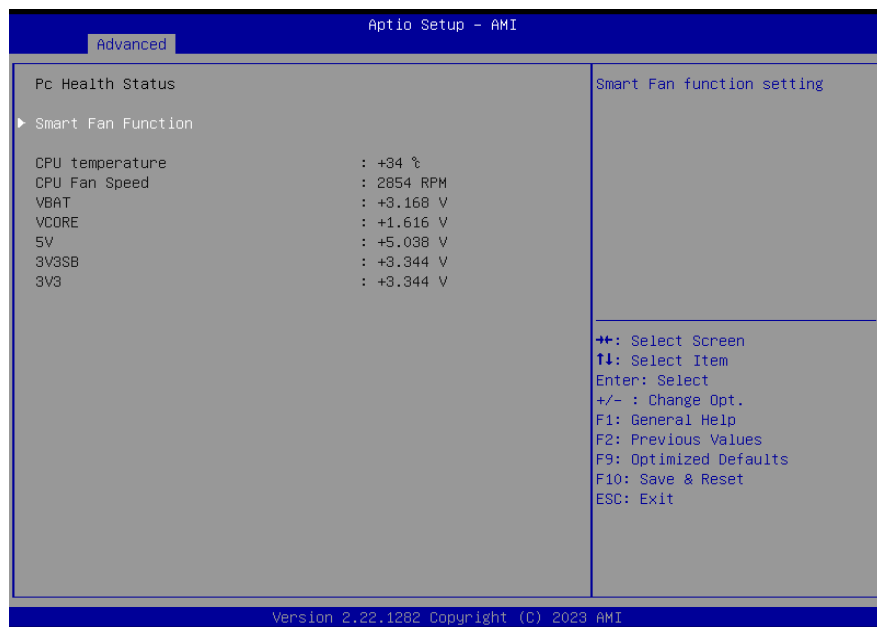 Aptio Setup – AMI
Advanced
Pc Health Status
Smart Fan Function
CPU temperature : +34 ℃
CPU Fan Speed : 2854 RPM
VBAT : +3.168 V
VCORE : +1.616 V
5V : +5.038 V
3V3SB : +3.344 V
3V3 : +3.344 V
Smart Fan function setting
→←: Select Screen
↑↓: Select Item
Enter: Select
+/- : Change Opt.
F1: General Help
F2: Previous Values
F9: Optimized Defaults
F10: Save & Reset
ESC: Exit
Version 2.22.1282 Copyright (C) 2023 AMI